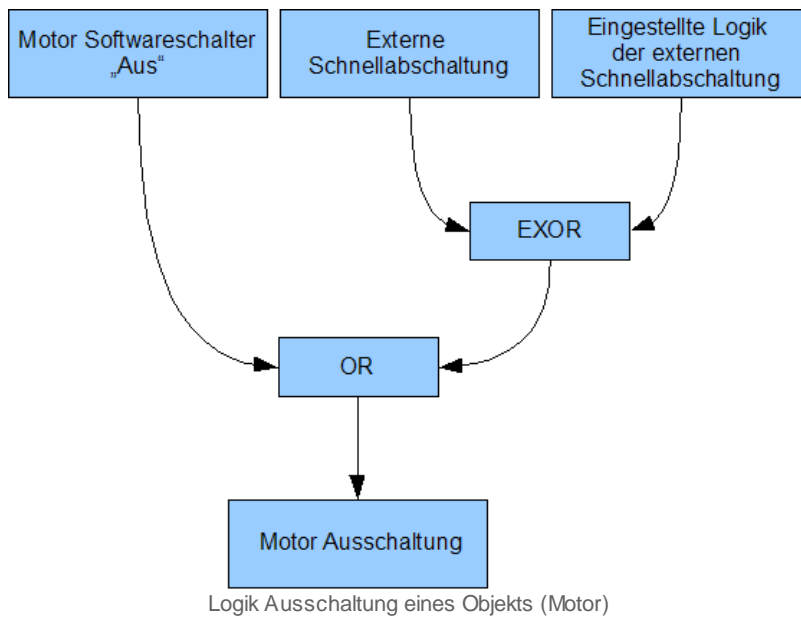 Motor Softwareschalter
„Aus“
Externe
Schnellabschaltung
Eingestellte Logik
der externen
Schnellabschaltung
EXOR
OR
Motor Ausschaltung
Logik Ausschaltung eines Objekts (Motor)